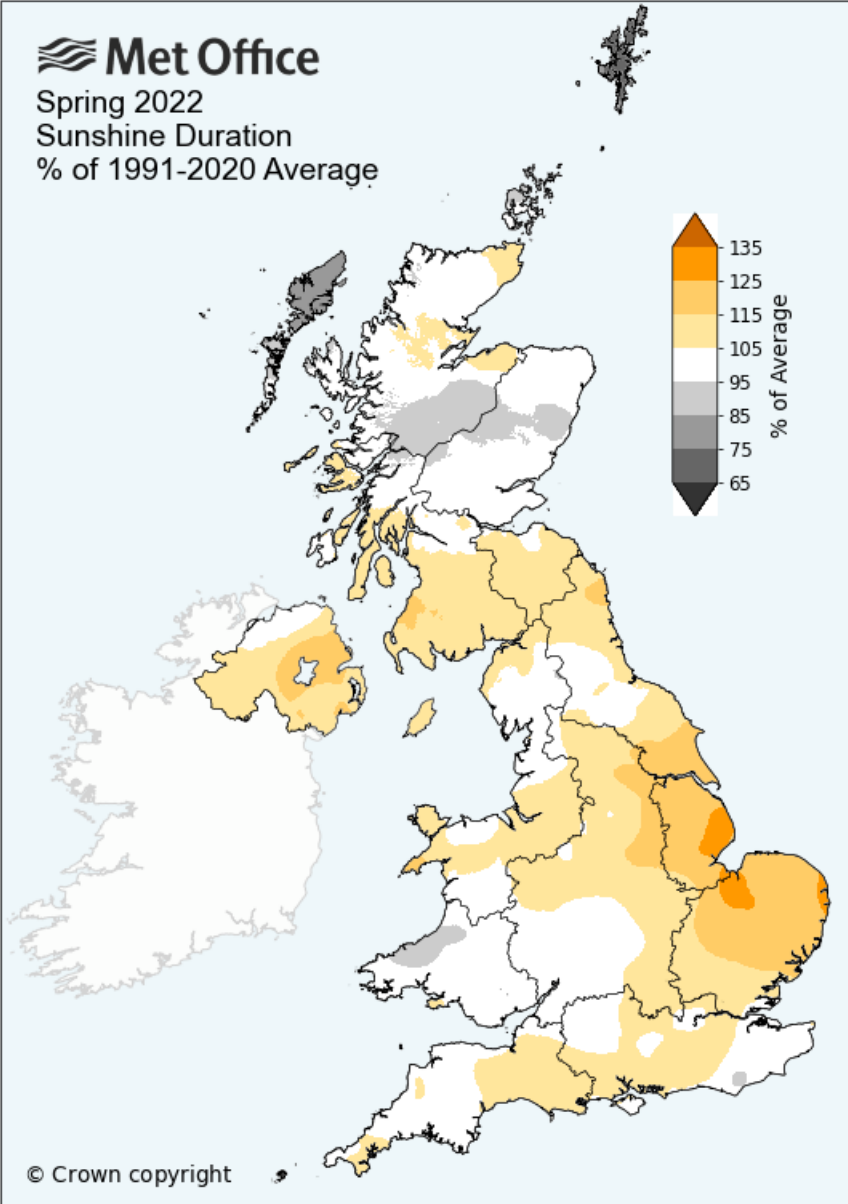 Met Office
Spring 2022
Sunshine Duration
% of 1991-2020 Average
135
125
115
105
95
85
75
65
% of Average
© Crown copyright